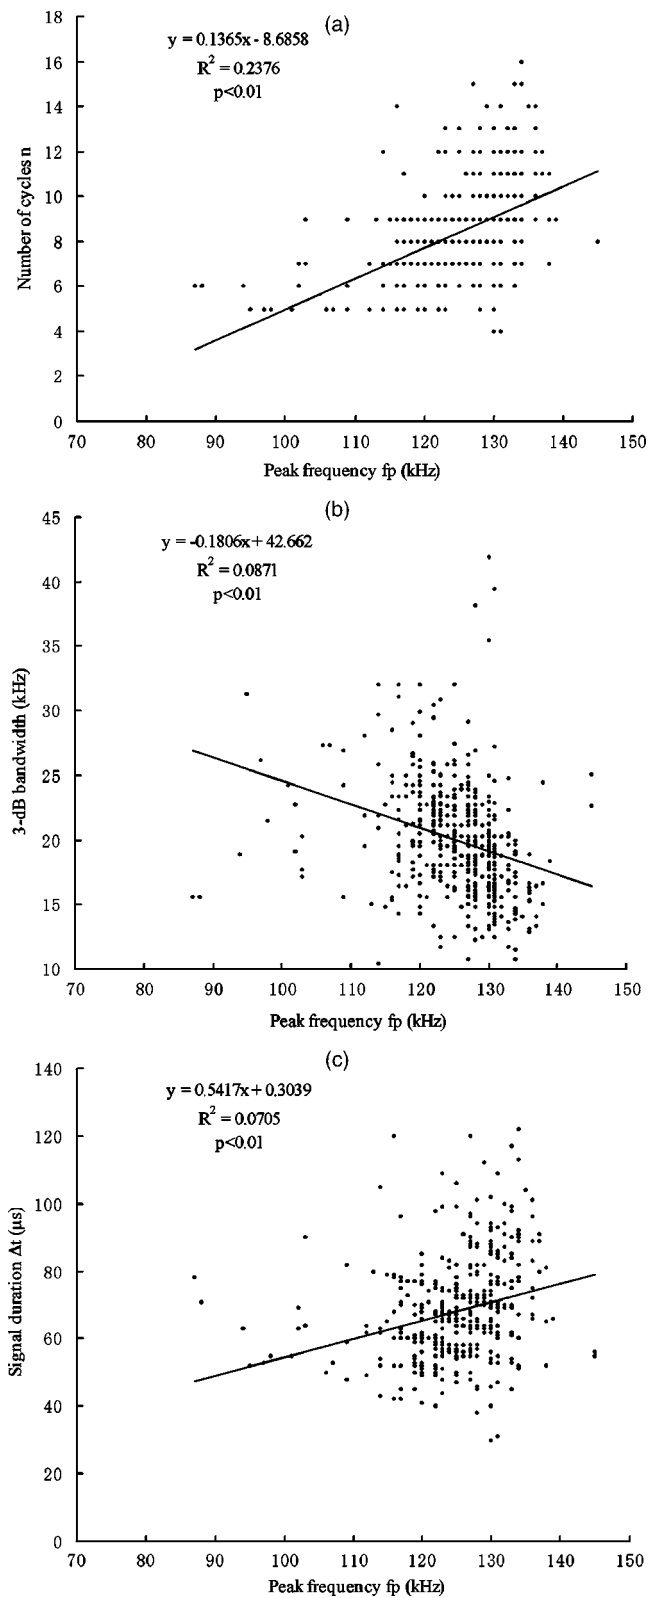 (a)
y = 0.1365x - 8.6858
R² = 0.2376
p<0.01
18
16
14
12
10
8
6
4
2
0
Number of cycles n
70 80 90 100 110 120 130 140 150
Peak frequency fp (kHz)
(b)
y = -0.1806x + 42.662
R² = 0.0871
p<0.01
45
40
35
30
25
20
15
10
3-dB bandwidth (kHz)
70 80 90 100 110 120 130 140 150
Peak frequency fp (kHz)
(c)
y = 0.5417x + 0.3039
R² = 0.0705
p<0.01
140
120
100
80
60
40
20
0
Signal duration Δt (μs)
70 80 90 100 110 120 130 140 150
Peak frequency fp (kHz)